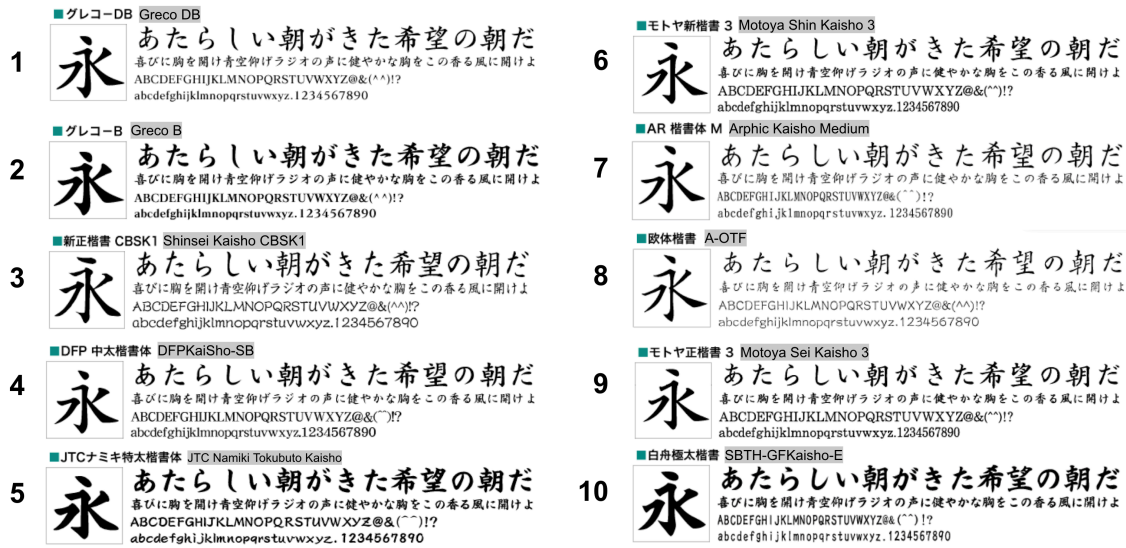 1
■グレコーDB Greco DB
永
あたらしい朝がきた希望の朝だ
喜びに胸を開け青空仰げラジオの声に健やかな胸をこの香る風に開けよ
ABCDEFGHIJKLMNOPQRSTUVWXYZ@&(^^)!?
abcdefghijklmnopqrstuvwxyz.1234567890
2
■グレコーB Greco B
永
あたらしい朝がきた希望の朝だ
喜びに胸を開け青空仰げラジオの声に健やかな胸をこの香る風に開けよ
ABCDEFGHIJKLMNOPQRSTUVWXYZ@&(^^)!?
abcdefghijklmnopqrstuvwxyz.1234567890
3
■新正楷書 CBSK1 Shinsei Kaisho CBSK1
永
あたらしい朝がきた希望の朝だ
喜びに胸を開け青空仰げラジオの声に健やかな胸をこの香る風に開けよ
ABCDEFGHIJKLMNOPQRSTUVWXYZ@&(^^)!?
abcdefghijklmnopqrstuvwxyz.1234567890
4
■DFP 中太楷書体 DFPKaiSho-SB
永
あたらしい朝がきた希望の朝だ
喜びに胸を開け青空仰げラジオの声に健やかな胸をこの香る風に開けよ
ABCDEFGHIJKLMNOPQRSTUVWXYZ@&(^^)!?
abcdefghijklmnopqrstuvwxyz.1234567890
5
■JTCナミキ特太楷書体 JTC Namiki Tokubuto Kaisho
永
あたらしい朝がきた希望の朝だ
喜びに胸を開け青空仰げラジオの声に健やかな胸をこの香る風に開けよ
ABCDEFGHIJKLMNOPQRSTUVWXYZ@&(^^)!?
abcdefghijklmnopqrstuvwxyz.1234567890
6
■モトヤ新楷書 3 Motoya Shin Kaisho 3
永
あたらしい朝がきた希望の朝だ
喜びに胸を開け青空仰げラジオの声に健やかな胸をこの香る風に開けよ
ABCDEFGHIJKLMNOPQRSTUVWXYZ@&(^^)!?
abcdefghijklmnopqrstuvwxyz.1234567890
7
■AR 楷書体 M Arphic Kaisho Medium
永
あたらしい朝がきた希望の朝だ
喜びに胸を開け青空仰げラジオの声に健やかな胸をこの香る風に開けよ
ABCDEFGHIJKLMNOPQRSTUVWXYZ@&(^^)!?
abcdefghijklmnopqrstuvwxyz.1234567890
8
■欧体楷書 A-OTF
永
あたらしい朝がきた希望の朝だ
喜びに胸を開け青空仰げラジオの声に健やかな胸をこの香る風に開けよ
ABCDEFGHIJKLMNOPQRSTUVWXYZ@&(^^)!?
abcdefghijklmnopqrstuvwxyz.1234567890
9
■モトヤ正楷書 3 Motoya Sei Kaisho 3
永
あたらしい朝がきた希望の朝だ
喜びに胸を開け青空仰げラジオの声に健やかな胸をこの香る風に開けよ
ABCDEFGHIJKLMNOPQRSTUVWXYZ@&(^^)!?
abcdefghijklmnopqrstuvwxyz.1234567890
10
■白舟極太楷書 SBTH-GFKaisho-E
永
あたらしい朝がきた希望の朝だ
喜びに胸を開け青空仰げラジオの声に健やかな胸をこの香る風に開けよ
ABCDEFGHIJKLMNOPQRSTUVWXYZ@&(^^)!?
abcdefghijklmnopqrstuvwxyz.1234567890